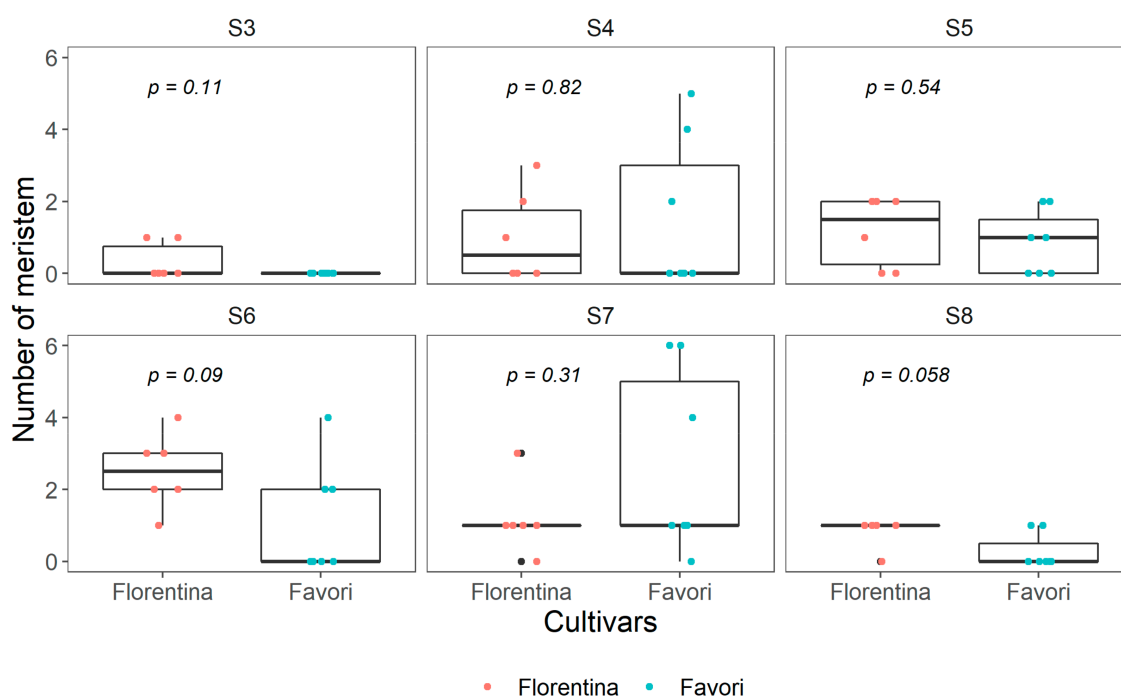 S3 S4 S5
6 p = 0.11 p = 0.82 p = 0.54
4
2
0
S6 S7 S8
6 p = 0.09 p = 0.31 p = 0.058
4
2
0
Number of meristem
Florentina Favori Florentina Favori Florentina Favori
Cultivars
Florentina Favori